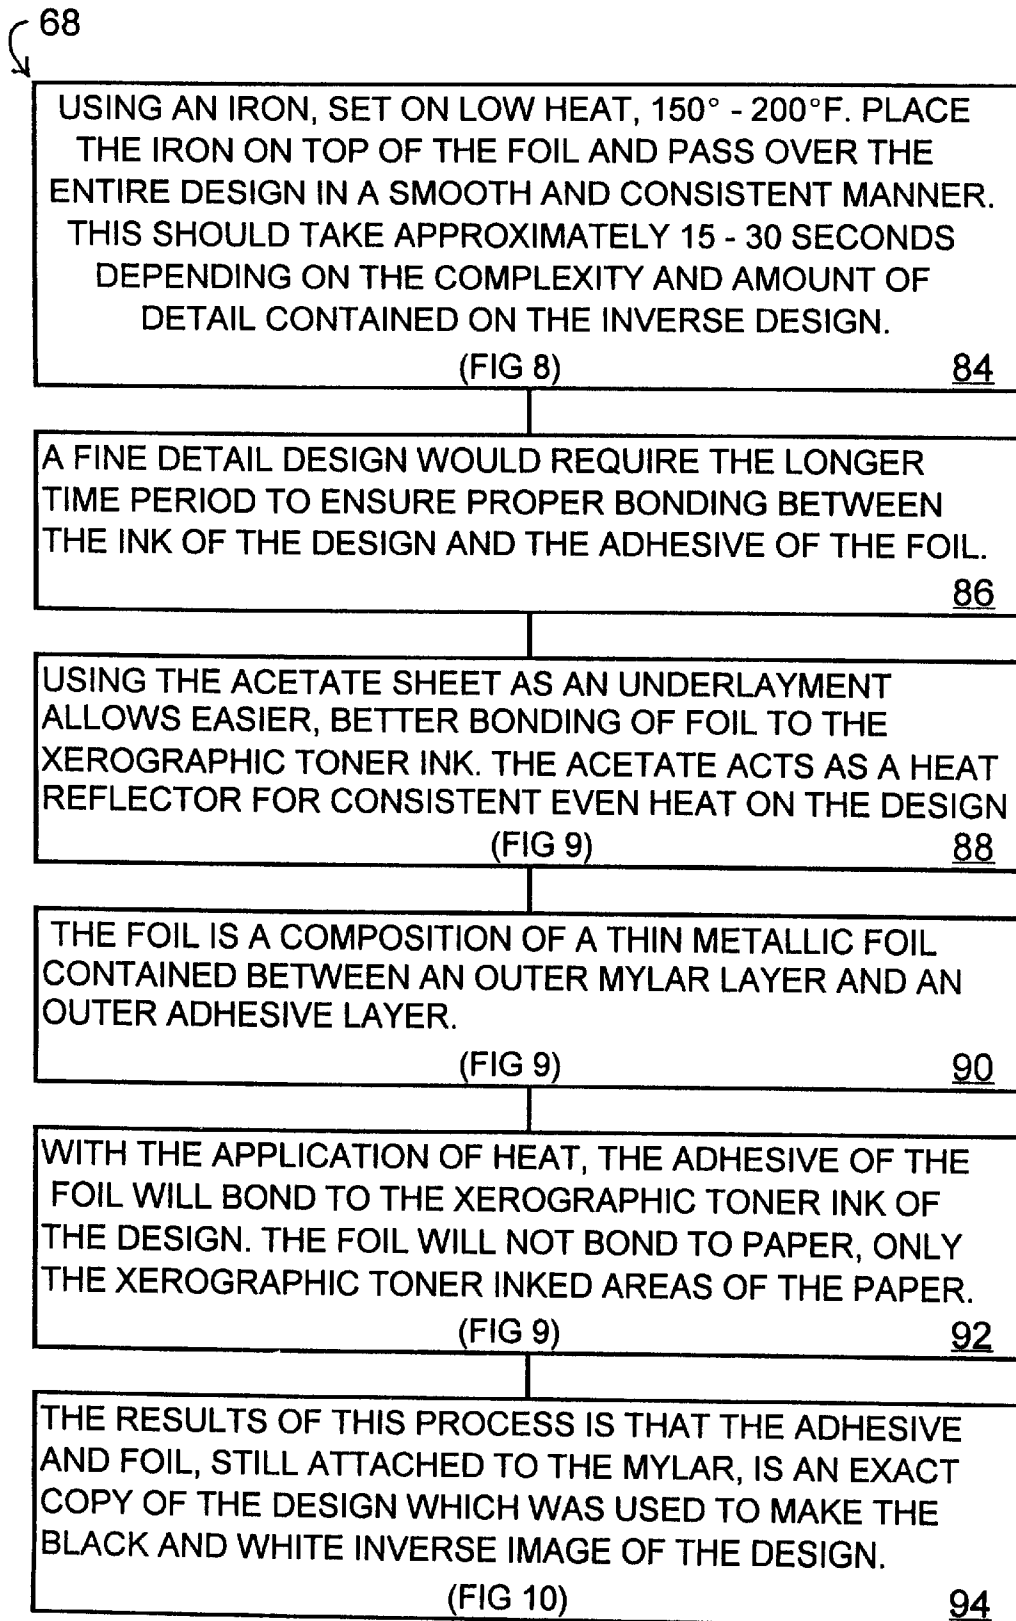 68
USING AN IRON, SET ON LOW HEAT, 150° - 200°F. PLACE
THE IRON ON TOP OF THE FOIL AND PASS OVER THE
ENTIRE DESIGN IN A SMOOTH AND CONSISTENT MANNER.
THIS SHOULD TAKE APPROXIMATELY 15 - 30 SECONDS
DEPENDING ON THE COMPLEXITY AND AMOUNT OF
DETAIL CONTAINED ON THE INVERSE DESIGN.
(FIG 8) 84
A FINE DETAIL DESIGN WOULD REQUIRE THE LONGER
TIME PERIOD TO ENSURE PROPER BONDING BETWEEN
THE INK OF THE DESIGN AND THE ADHESIVE OF THE FOIL.
86
USING THE ACETATE SHEET AS AN UNDERLAYMENT
ALLOWS EASIER, BETTER BONDING OF FOIL TO THE
XEROGRAPHIC TONER INK. THE ACETATE ACTS AS A HEAT
REFLECTOR FOR CONSISTENT EVEN HEAT ON THE DESIGN
(FIG 9) 88
THE FOIL IS A COMPOSITION OF A THIN METALLIC FOIL
CONTAINED BETWEEN AN OUTER MYLAR LAYER AND AN
OUTER ADHESIVE LAYER.
(FIG 9) 90
WITH THE APPLICATION OF HEAT, THE ADHESIVE OF THE
FOIL WILL BOND TO THE XEROGRAPHIC TONER INK OF
THE DESIGN. THE FOIL WILL NOT BOND TO PAPER, ONLY
THE XEROGRAPHIC TONER INKED AREAS OF THE PAPER.
(FIG 9) 92
THE RESULTS OF THIS PROCESS IS THAT THE ADHESIVE
AND FOIL, STILL ATTACHED TO THE MYLAR, IS AN EXACT
COPY OF THE DESIGN WHICH WAS USED TO MAKE THE
BLACK AND WHITE INVERSE IMAGE OF THE DESIGN.
(FIG 10) 94